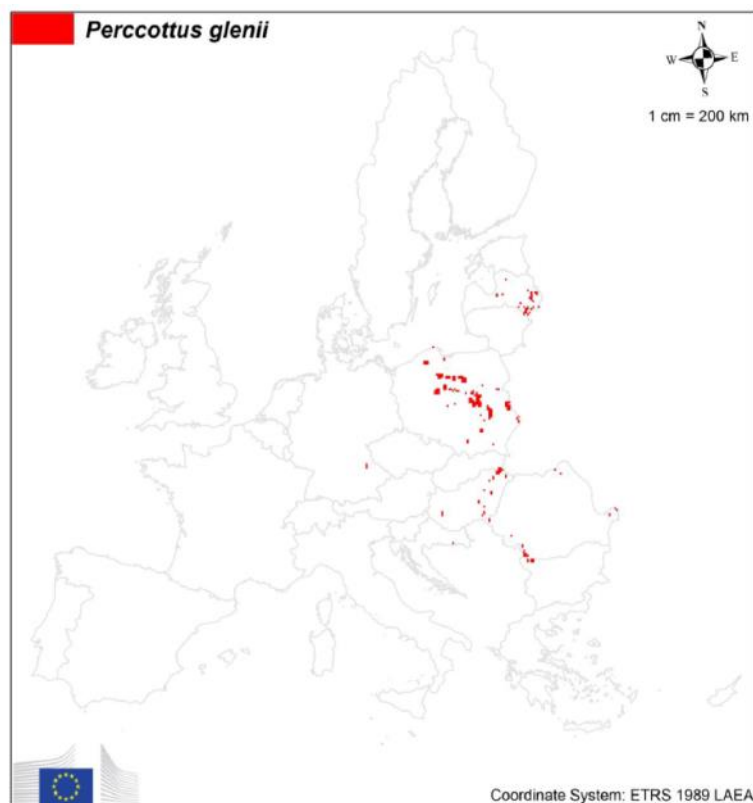 Perccottus glenii
N
W E
S
1 cm = 200 km
Coordinate System: ETRS 1989 LAEA